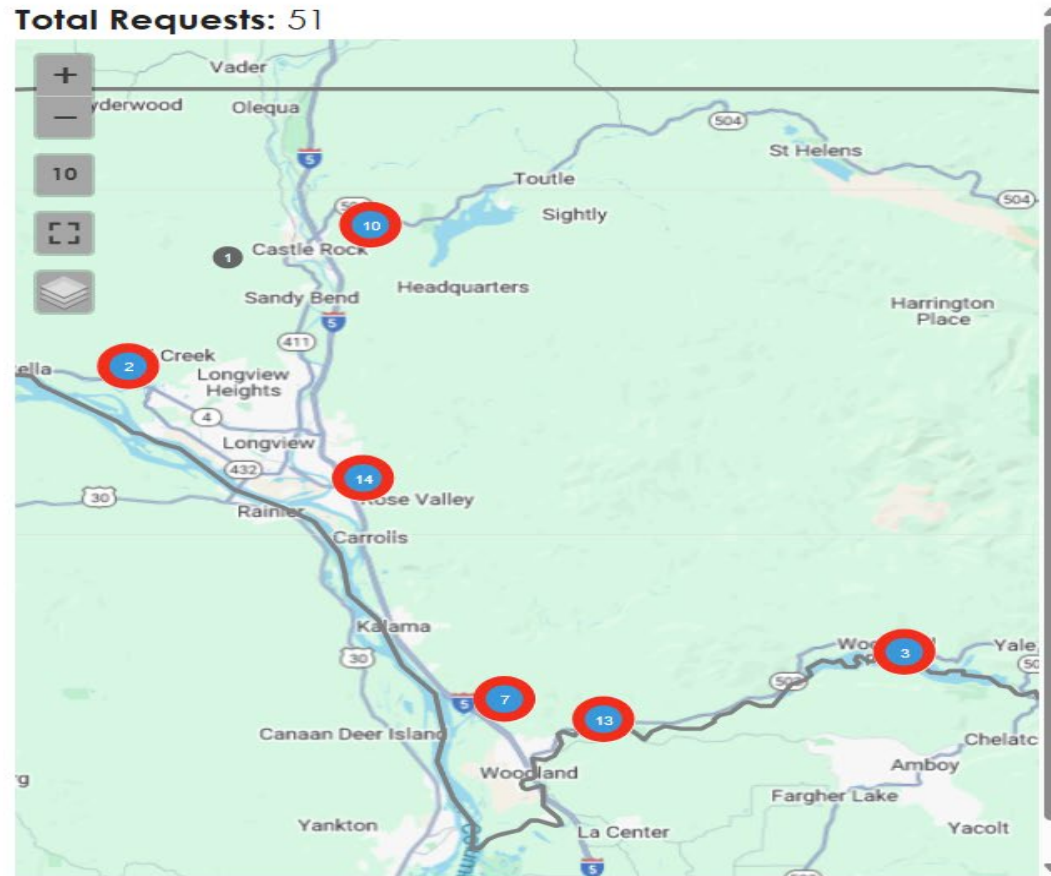 Total Requests: 51
+
−
10
Vader
yderwood
Olequa
5
504
St Helens
504
Toutle
Sightly
10
Castle Rock
1
Headquarters
Sandy Bend
Harrington
Place
5
411
ella
2
Creek
Longview
Heights
4
Longview
432
14
Rose Valley
30
Rainier
Carrolls
Kalama
30
3
Yale
503
5
7
13
Canaan Deer Island
Chelatc
Woodland
Amboy
rg
Fargher Lake
Yankton
La Center
Yacolt
5